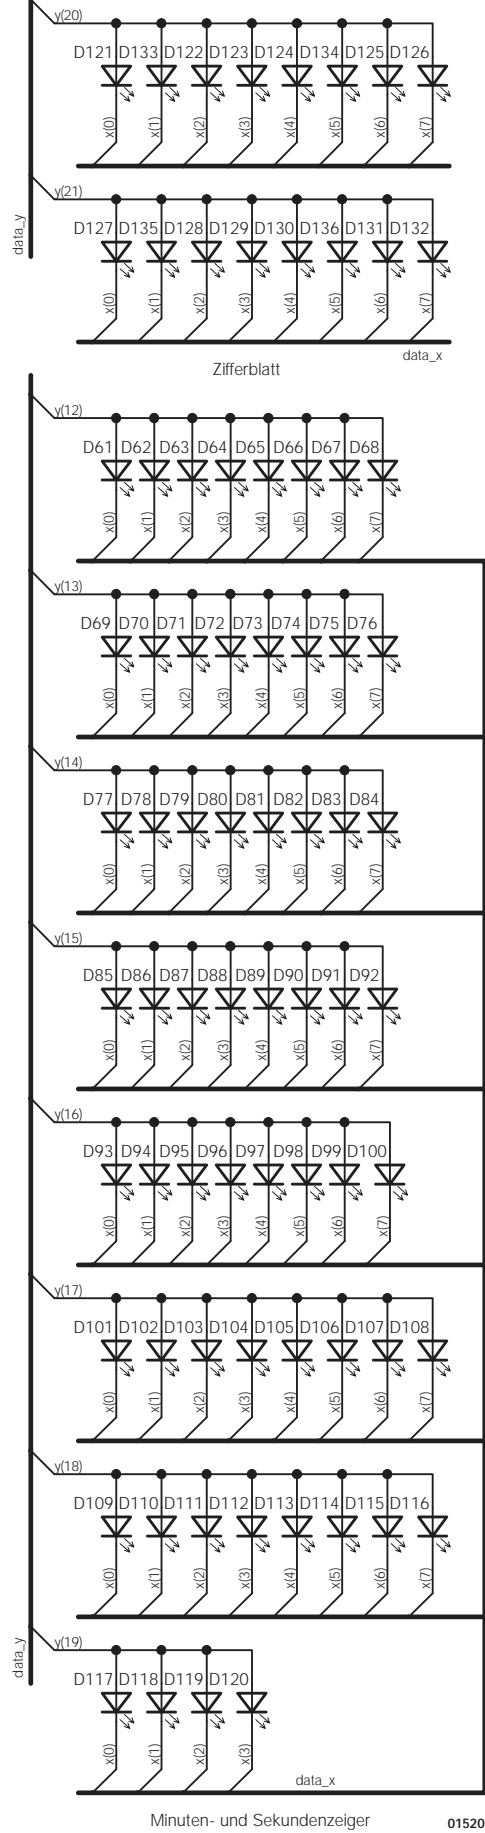 y(20)
D121 D133 D122 D123 D124 D134 D125 D126
x(0) x(1) x(2) x(3) x(4) x(5) x(6) x(7)
y(21)
data_y
D127 D135 D128 D129 D130 D136 D131 D132
x(0) x(1) x(2) x(3) x(4) x(5) x(6) x(7)
data_x
Zifferblatt
y(12)
D61 D62 D63 D64 D65 D66 D67 D68
x(0) x(1) x(2) x(3) x(4) x(5) x(6) x(7)
y(13)
D69 D70 D71 D72 D73 D74 D75 D76
x(0) x(1) x(2) x(3) x(4) x(5) x(6) x(7)
y(14)
D77 D78 D79 D80 D81 D82 D83 D84
x(0) x(1) x(2) x(3) x(4) x(5) x(6) x(7)
y(15)
D85 D86 D87 D88 D89 D90 D91 D92
x(0) x(1) x(2) x(3) x(4) x(5) x(6) x(7)
y(16)
D93 D94 D95 D96 D97 D98 D99 D100
x(0) x(1) x(2) x(3) x(4) x(5) x(6) x(7)
y(17)
D101 D102 D103 D104 D105 D106 D107 D108
x(0) x(1) x(2) x(3) x(4) x(5) x(6) x(7)
y(18)
D109 D110 D111 D112 D113 D114 D115 D116
x(0) x(1) x(2) x(3) x(4) x(5) x(6) x(7)
y(19)
data_y
D117 D118 D119 D120
x(0) x(1) x(2) x(3)
data_x
Minuten- und Sekundenzeiger
01520